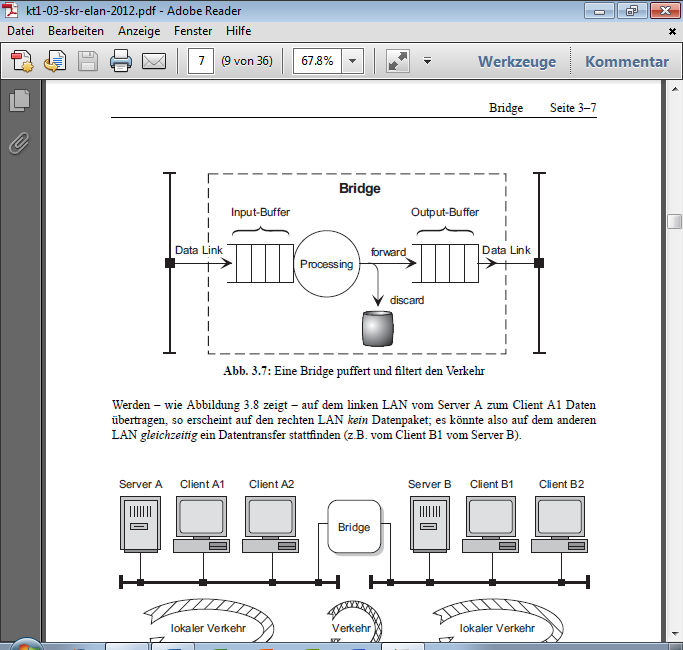 kt1-03-skr-elan-2012.pdf - Adobe Reader
Datei Bearbeiten Anzeige Fenster Hilfe
7 (9 von 36) 67.8% Werkzeuge Kommentar
Bridge Seite 3–7
Bridge
Input-Buffer Output-Buffer
Data Link Processing forward Data Link
discard
Abb. 3.7: Eine Bridge puffert und filtert den Verkehr
Werden – wie Abbildung 3.8 zeigt – auf dem linken LAN vom Server A zum Client A1 Daten
übertragen, so erscheint auf den rechten LAN kein Datenpaket; es könnte also auf dem anderen
LAN gleichzeitig ein Datentransfer stattfinden (z.B. vom Client B1 vom Server B).
Server A Client A1 Client A2 Server B Client B1 Client B2
Bridge
lokaler Verkehr Verkehr lokaler Verkehr